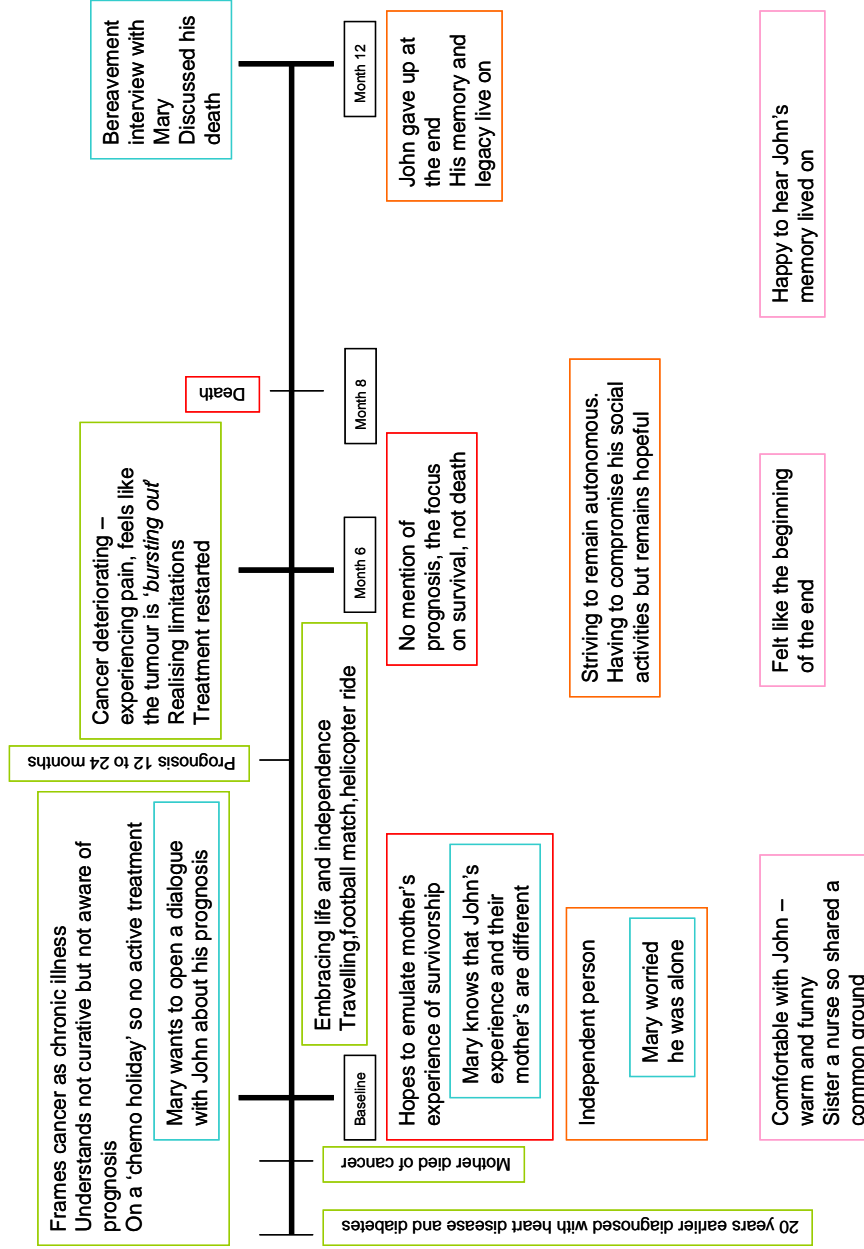 Frames cancer as chronic illness
Understands not curative but not aware of
prognosis
On a ‘chemo holiday’ so no active treatment
Mary wants to open a dialogue
with John about his prognosis
Prognosis 12 to 24 months
Cancer deteriorating –
experiencing pain, feels like
the tumour is ‘bursting out’
Realising limitations
Treatment restarted
Death
Bereavement
interview with
Mary
Discussed his
death
20 years earlier diagnosed with heart disease and diabetes
Mother died of cancer
Baseline
Embracing life and independence
Travelling,football match,helicopter ride
Month 6
Month 8
Month 12
Hopes to emulate mother’s
experience of survivorship
Mary knows that John’s
experience and their
mother’s are different
No mention of
prognosis, the focus
on survival, not death
John gave up at
the end
His memory and
legacy live on
Independent person
Mary worried
he was alone
Striving to remain autonomous.
Having to compromise his social
activities but remains hopeful
Comfortable with John –
warm and funny
Sister a nurse so shared a
common ground
Felt like the beginning
of the end
Happy to hear John’s
memory lived on